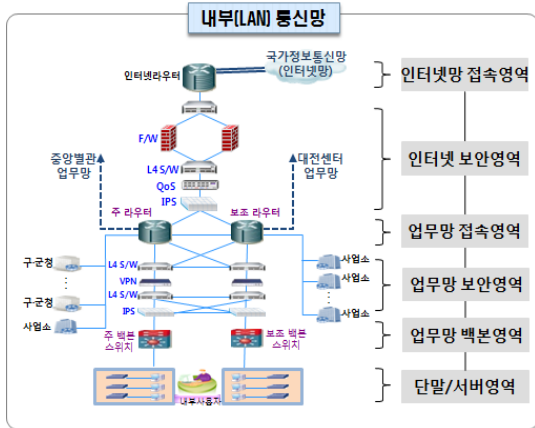 내부(LAN) 통신망
국가정보통신망
(인터넷망)
인터넷라우터
인터넷망 접속영역
F/W
중앙별관
업무망
대전센터
업무망
인터넷 보안영역
L4 S/W
QoS
IPS
주 라우터
보조 라우터
업무망 접속영역
구·군청
L4 S/W
사업소
VPN
사업소
업무망 보안영역
구·군청
L4 S/W
사업소
IPS
사업소
주 백본
스위치
보조 백본
스위치
업무망 백본영역
내부사용자
단말/서버영역